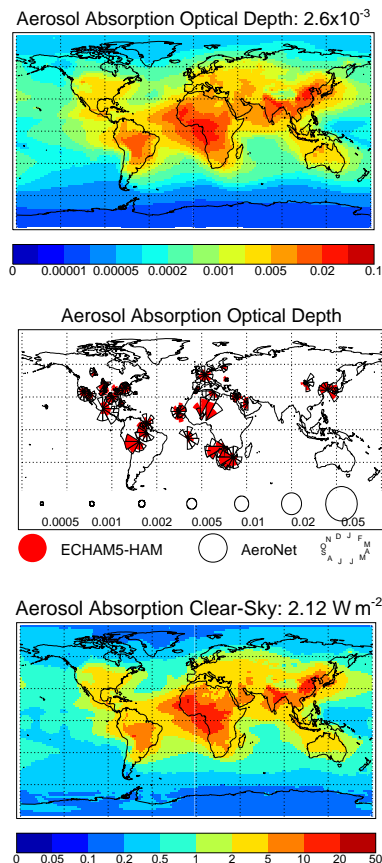 Aerosol Absorption Optical Depth: 2.6x10-3
0 0.00001 0.00005 0.0002 0.001 0.005 0.02 0.1
Aerosol Absorption Optical Depth
0.0005 0.001 0.002 0.005 0.01 0.02 0.05
ECHAM5-HAM AeroNet J F M A M J J A S O N D
Aerosol Absorption Clear-Sky: 2.12 W m-2
0 0.05 0.1 0.2 0.5 1 2 5 10 20 50